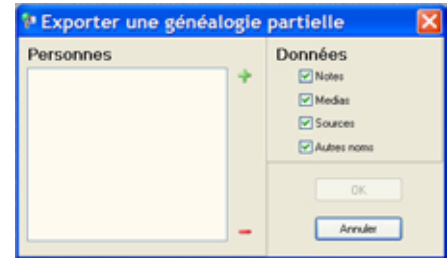 Exporter une généalogie partielle
Personnes
Données
Notes
Medias
Sources
Autres noms
OK
Annuler